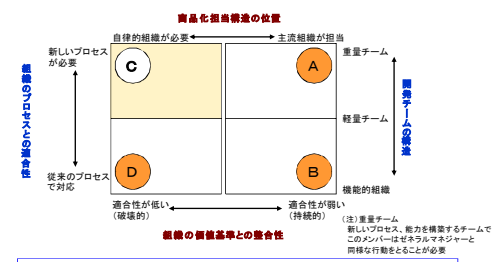 商品化担当構造の位置
自律的組織が必要
主流組織が担当
新しいプロセス
が必要
C
A
重量チーム
組織のプロセスとの適合性
軽量チーム
開発チームの構造
従来のプロセス
で対応
D
B
機能的組織
適合性が低い
(破壊的)
適合性が弱い
(持続的)
組織の価値基準との整合性
(注)重量チーム
新しいプロセス、能力を構築するチームで
このメンバーはゼネラルマネジャーと
同様な行動をとることが必要